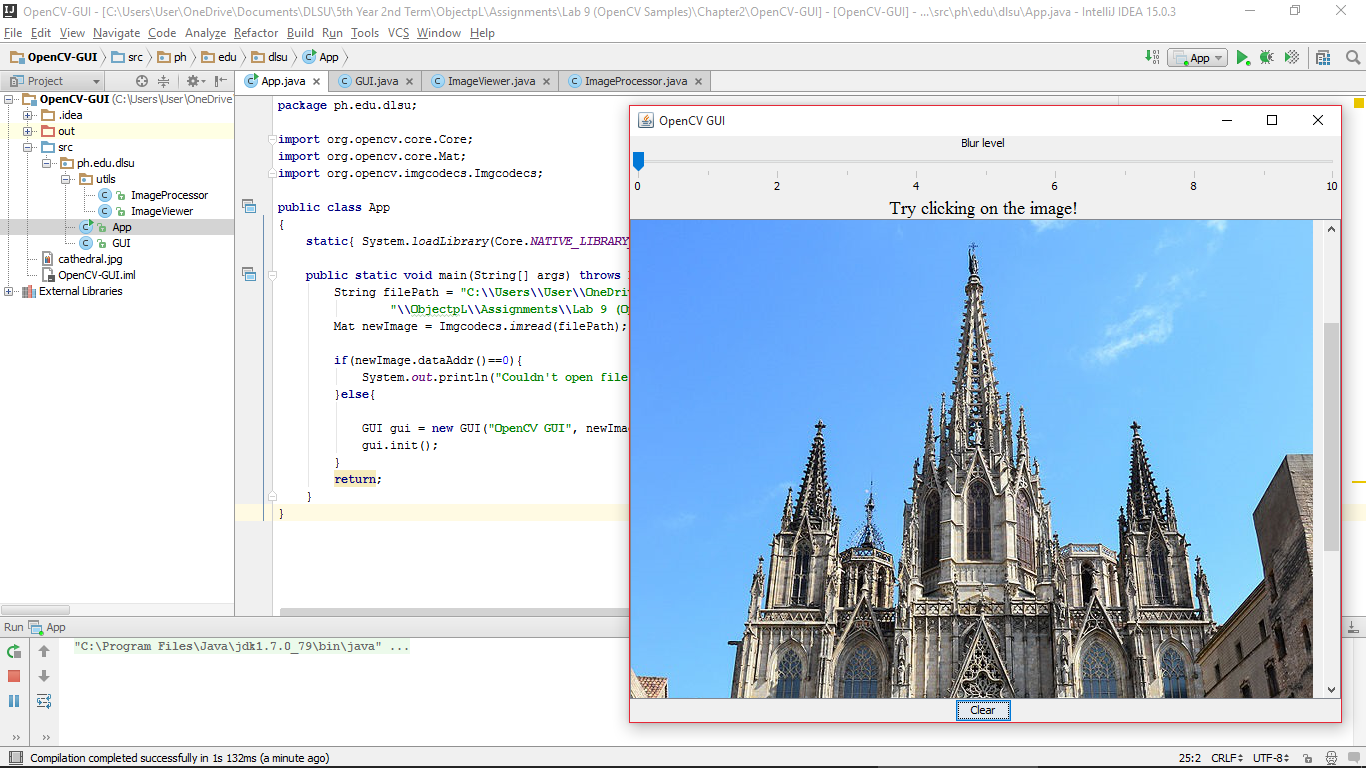 OpenCV-GUI - [C:\Users\User\OneDrive\Documents\DLSU\5th Year 2nd Term\ObjectpL\Assignments\Lab 9 (OpenCV Samples)\Chapter2\OpenCV-GUI] - [OpenCV-GUI] - ...\src\ph\edu\dlsu\App.java - IntelliJ IDEA 15.0.3
File Edit View Navigate Code Analyze Refactor Build Run Tools VCS Window Help
OpenCV-GUI src ph edu dlsu App
App
Project
App.java GUI.java ImageViewer.java ImageProcessor.java
OpenCV-GUI (C:\Users\User\OneDrive
.idea
out
src
ph.edu.dlsu
utils
ImageProcessor
ImageViewer
App
GUI
cathedral.jpg
OpenCV-GUI.iml
External Libraries
package ph.edu.dlsu;
import org.opencv.core.Core;
import org.opencv.core.Mat;
import org.opencv.imgcodecs.Imgcodecs;
public class App
{
static{ System.loadLibrary(Core.NATIVE_LIBRARY_
public static void main(String[] args) throws
String filePath = "C:\\Users\\User\\OneDriv
"\\ObjectpL\\Assignments\\Lab 9 (Op
Mat newImage = Imgcodecs.imread(filePath);
if(newImage.dataAddr()==0){
System.out.println("Couldn't open file
}else{
GUI gui = new GUI("OpenCV GUI", newIma
gui.init();
}
return;
}
}
OpenCV GUI
Blur level
0 2 4 6 8 10
Try clicking on the image!
Clear
Run App
"C:\Program Files\Java\jdk1.7.0_79\bin\java" ...
Compilation completed successfully in 1s 132ms (a minute ago)
25:2 CRLF UTF-8